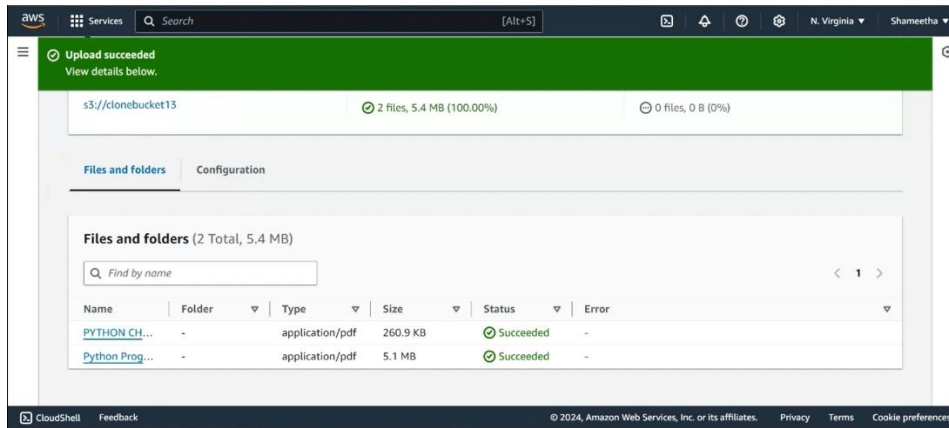 aws Services Search [Alt+S] N. Virginia Shameetha
Upload succeeded
View details below.
s3://clonebucket13 2 files, 5.4 MB (100.00%) 0 files, 0 B (0%)
Files and folders Configuration
Files and folders (2 Total, 5.4 MB)
Find by name 1
Name Folder Type Size Status Error
PYTHON CH... - application/pdf 260.9 KB Succeeded -
Python Prog... - application/pdf 5.1 MB Succeeded -
CloudShell Feedback © 2024, Amazon Web Services, Inc. or its affiliates. Privacy Terms Cookie preferences